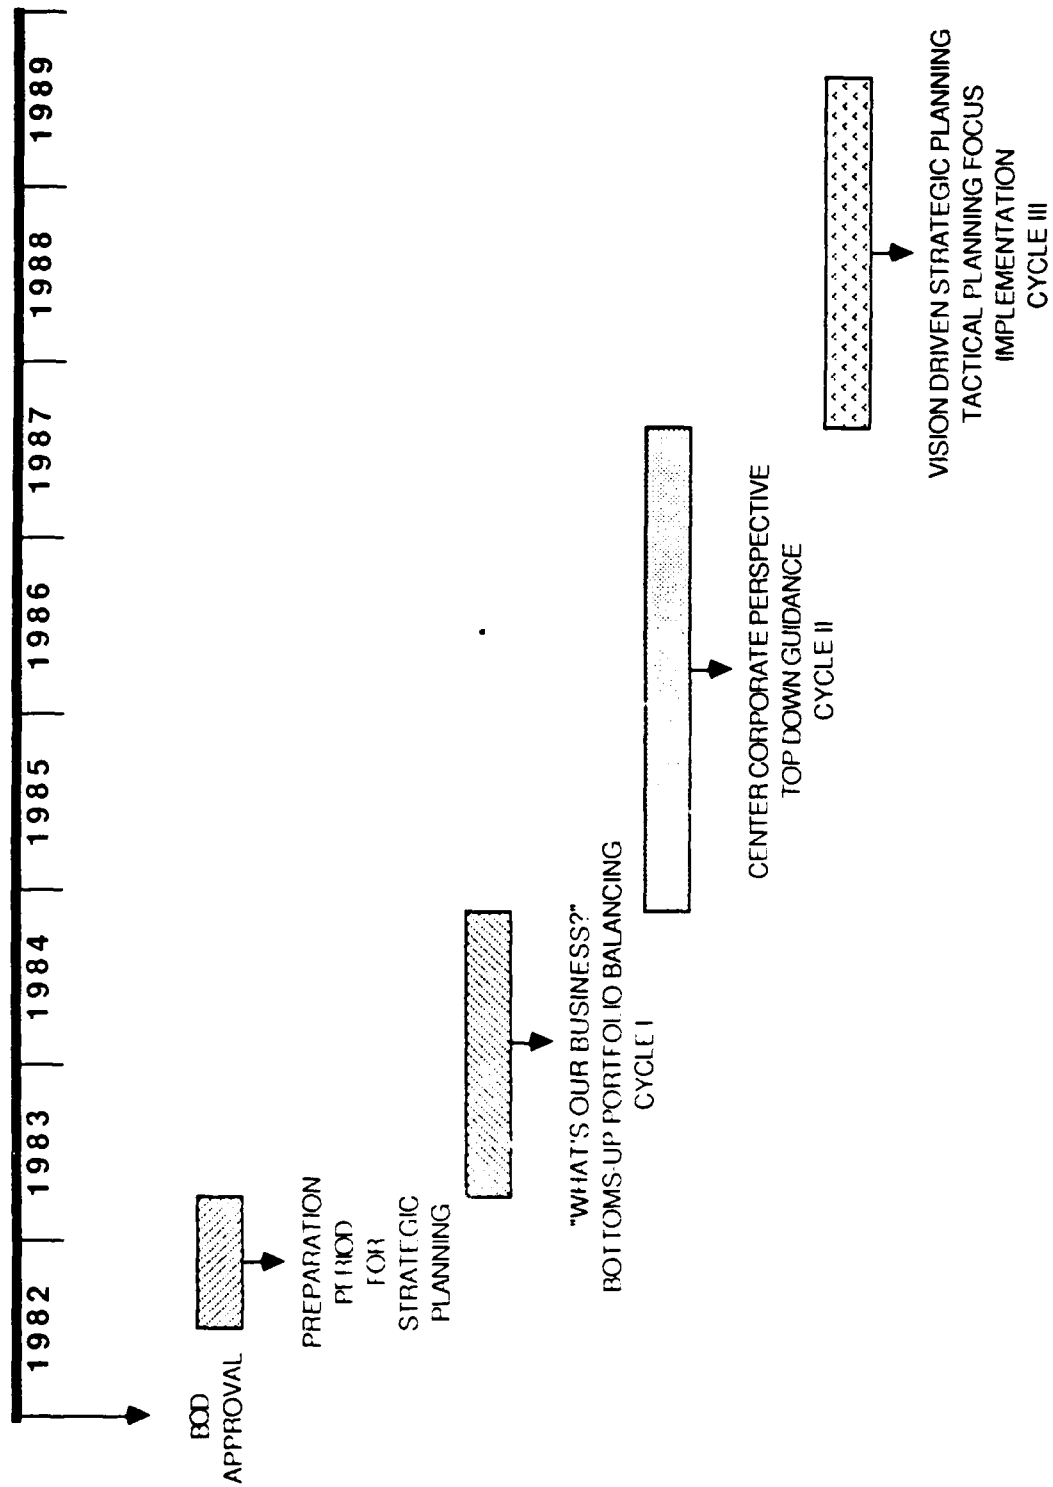 1982 1983 1984 1985 1986 1987 1988 1989
BOD
APPROVAL
PREPARATION
PERIOD
FOR
STRATEGIC
PLANNING
"WHAT'S OUR BUSINESS?"
BOTTOMS-UP PORTFOLIO BALANCING
CYCLE I
CENTER CORPORATE PERSPECTIVE
TOP DOWN GUIDANCE
CYCLE II
VISION DRIVEN STRATEGIC PLANNING
TACTICAL PLANNING FOCUS
IMPLEMENTATION
CYCLE III